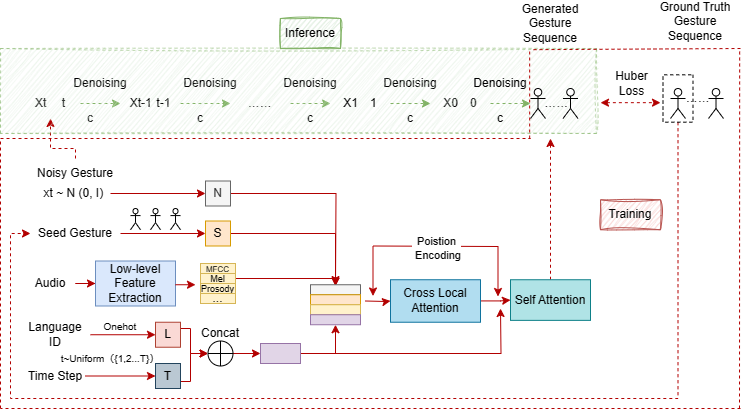 Inference
Generated
Gesture
Sequence
Ground Truth
Gesture
Sequence
Denoising
Denoising
Denoising
Denoising
Denoising
Xt t
Xt-1 t-1
......
X1 1
X0 0
......
c
c
c
c
c
Huber
Loss
......
Noisy Gesture
xt ~ N (0, I)
N
Training
Seed Gesture
S
Poistion
Encoding
Audio
Low-level
Feature
Extraction
MFCC
Mel
Prosody
...
Cross Local
Attention
Self Attention
Language
ID
Onehot
L
Concat
t~Uniform（{1,2...T}）
Time Step
T